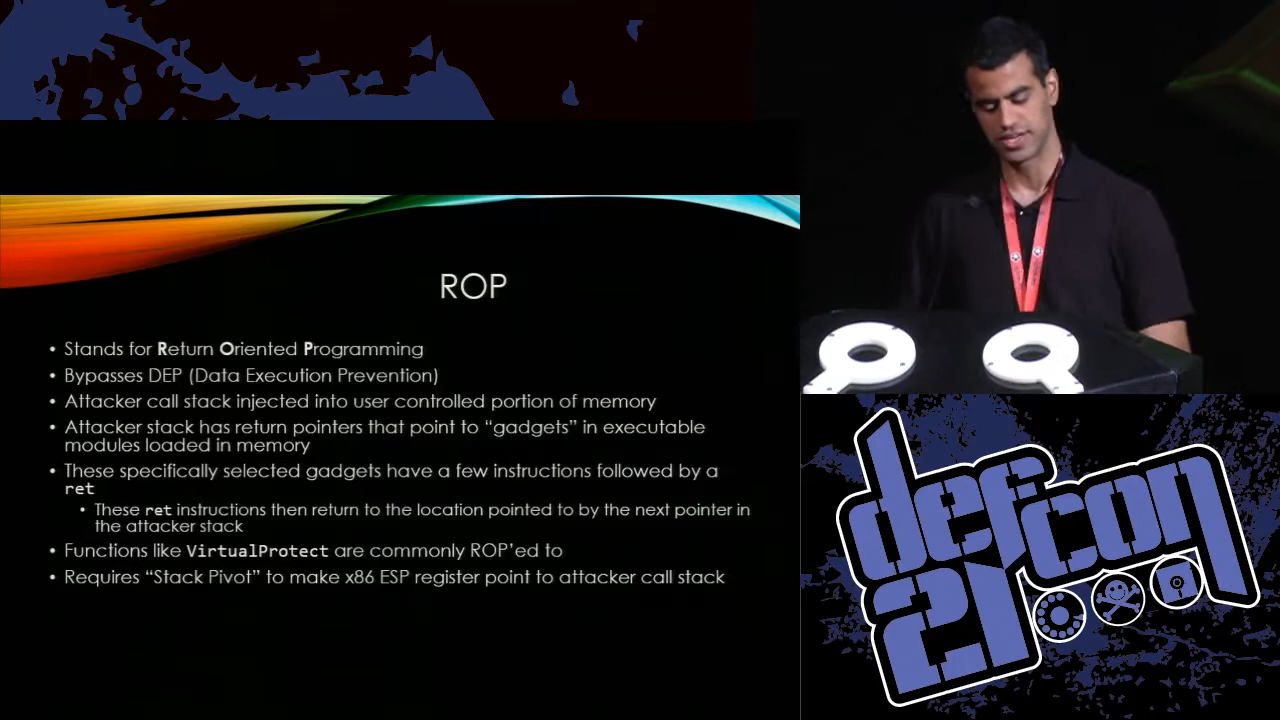 ROP
• Stands for Return Oriented Programming
• Bypasses DEP (Data Execution Prevention)
• Attacker call stack injected into user controlled portion of memory
• Attacker stack has return pointers that point to “gadgets” in executable
modules loaded in memory
• These specifically selected gadgets have a few instructions followed by a
ret
• These ret instructions then return to the location pointed to by the next pointer in
the attacker stack
• Functions like VirtualProtect are commonly ROP’ed to
• Requires “Stack Pivot” to make x86 ESP register point to attacker call stack
defcon
21